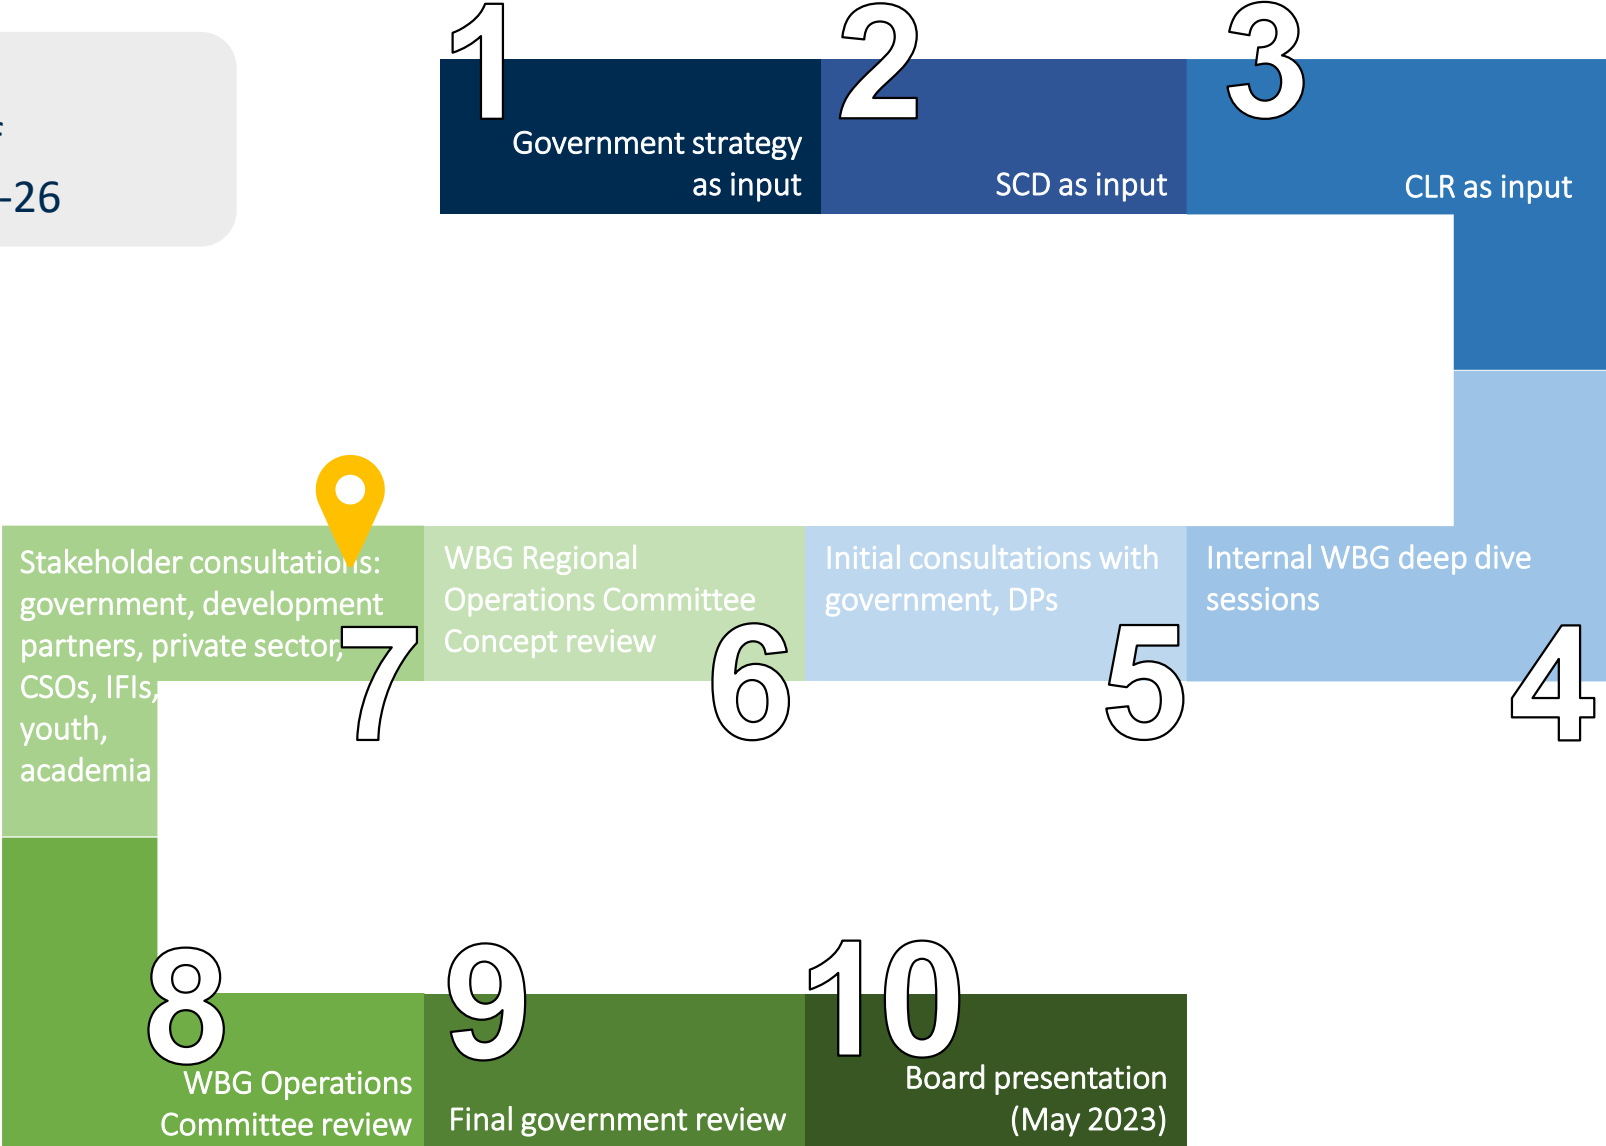 -26
1
Government strategy
as input
2
SCD as input
3
CLR as input
4
Internal WBG deep dive
sessions
5
Initial consultations with
government, DPs
6
WBG Regional
Operations Committee
Concept review
7
Stakeholder consultations:
government, development
partners, private sector,
CSOs, IFIs,
youth,
academia
8
WBG Operations
Committee review
9
Final government review
10
Board presentation
(May 2023)